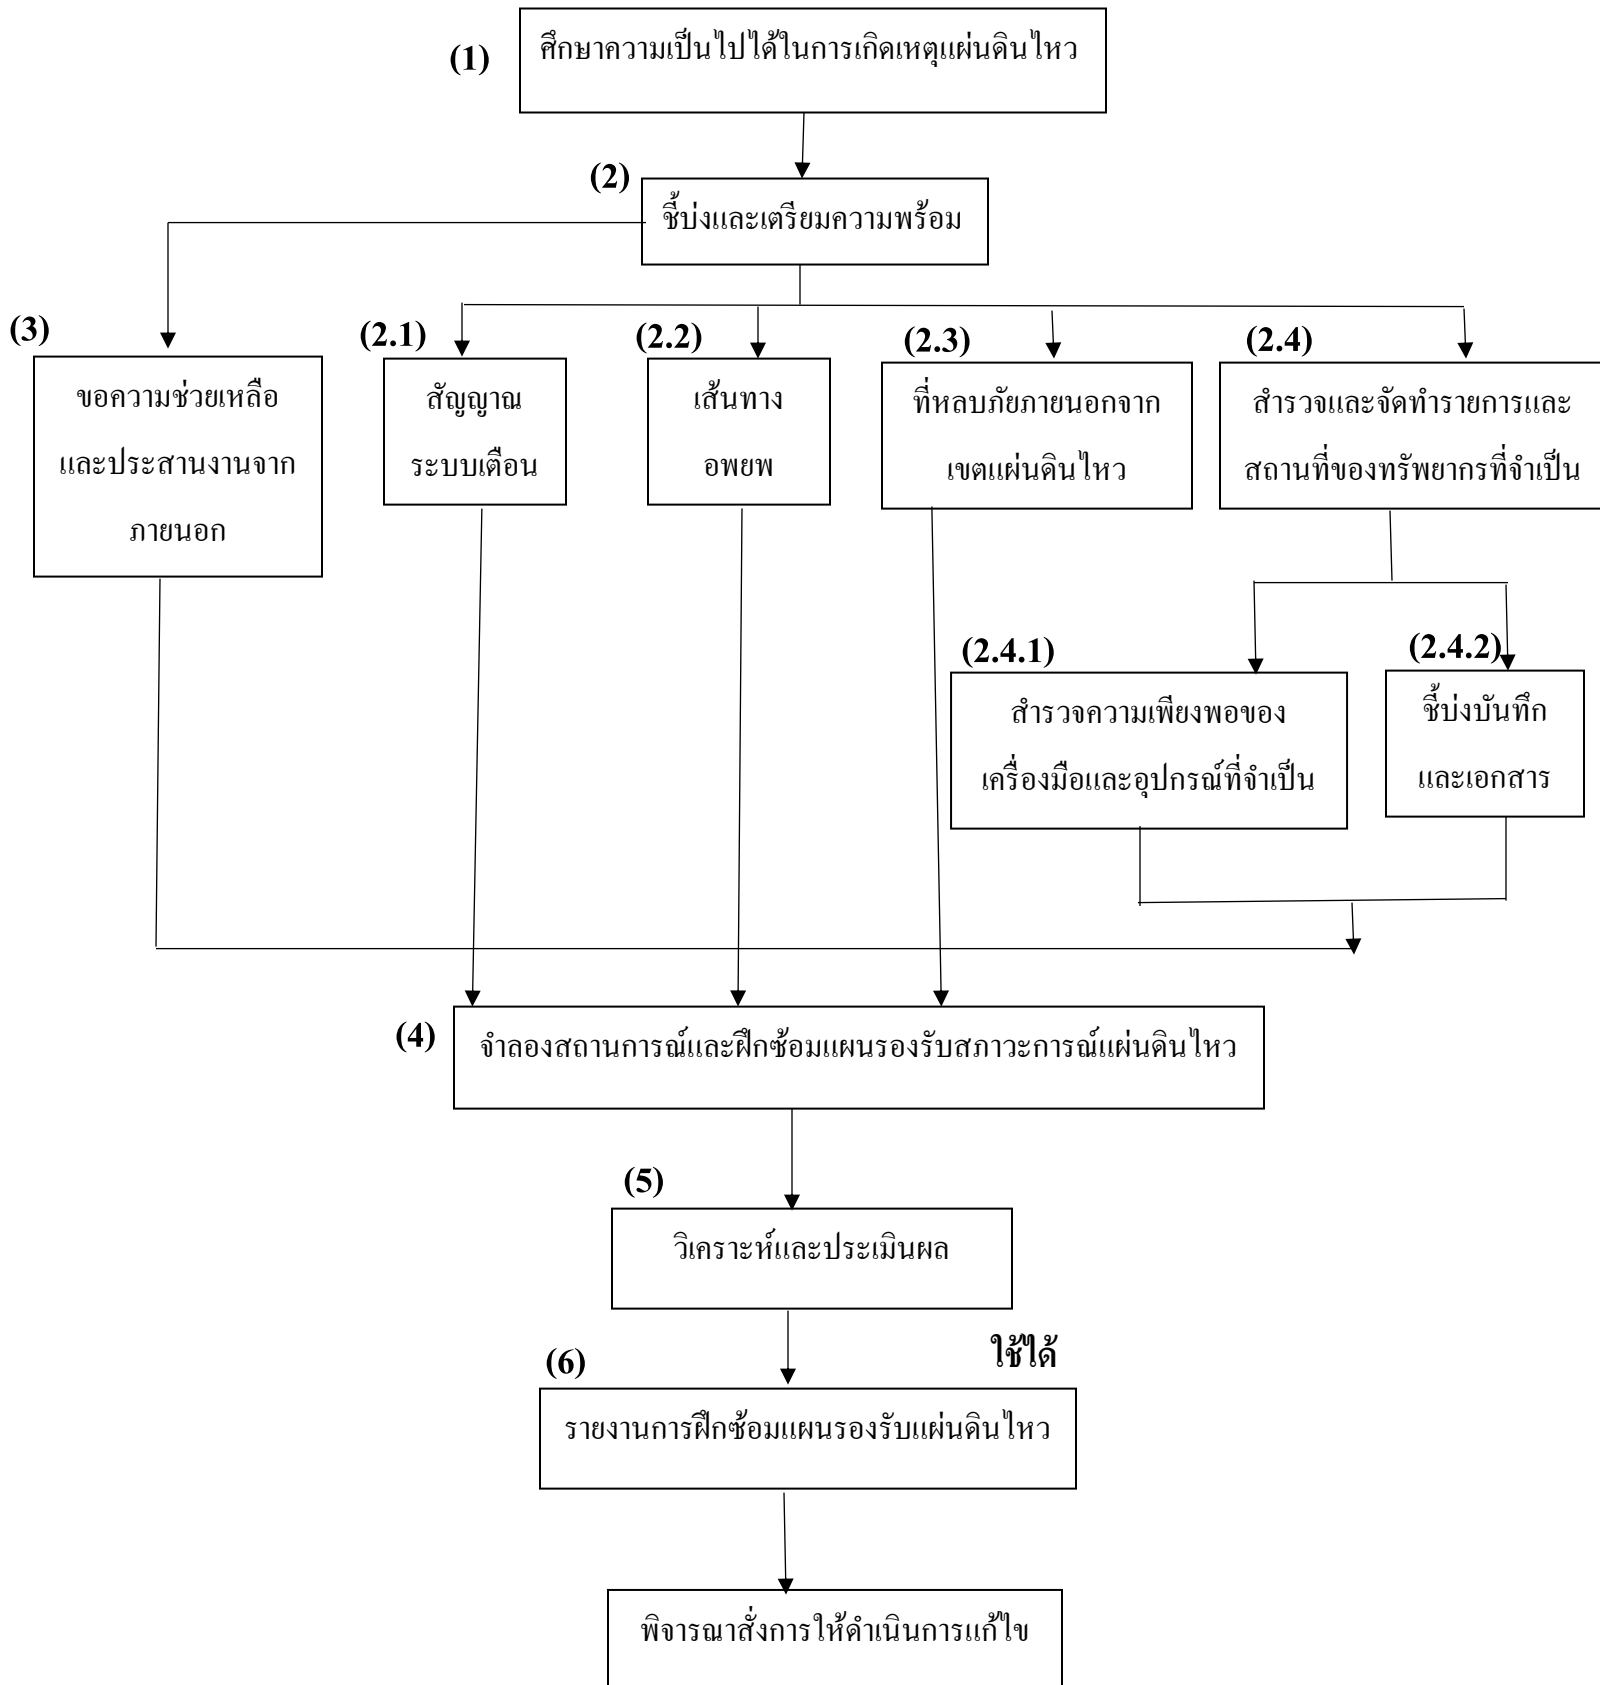 (1)
ศึกษาความเป็นไปได้ในการเกิดเหตุแผ่นดินไหว
(2)
ชี้บ่งและเตรียมความพร้อม
(3)
ขอความช่วยเหลือ
และประสานงานจาก
ภายนอก
(2.1)
สัญญาณ
ระบบเตือน
(2.2)
เส้นทาง
อพยพ
(2.3)
ที่หลบภัยภายนอกจาก
เขตแผ่นดินไหว
(2.4)
สำรวจและจัดทำรายการและ
สถานที่ของทรัพยากรที่จำเป็น
(2.4.1)
สำรวจความเพียงพอของ
เครื่องมือและอุปกรณ์ที่จำเป็น
(2.4.2)
ชี้บ่งบันทึก
และเอกสาร
(4)
จำลองสถานการณ์และฝึกซ้อมแผนรองรับสภาวะการณ์แผ่นดินไหว
(5)
วิเคราะห์และประเมินผล
ใช้ได้
(6)
รายงานการฝึกซ้อมแผนรองรับแผ่นดินไหว
พิจารณาสั่งการให้ดำเนินการแก้ไข